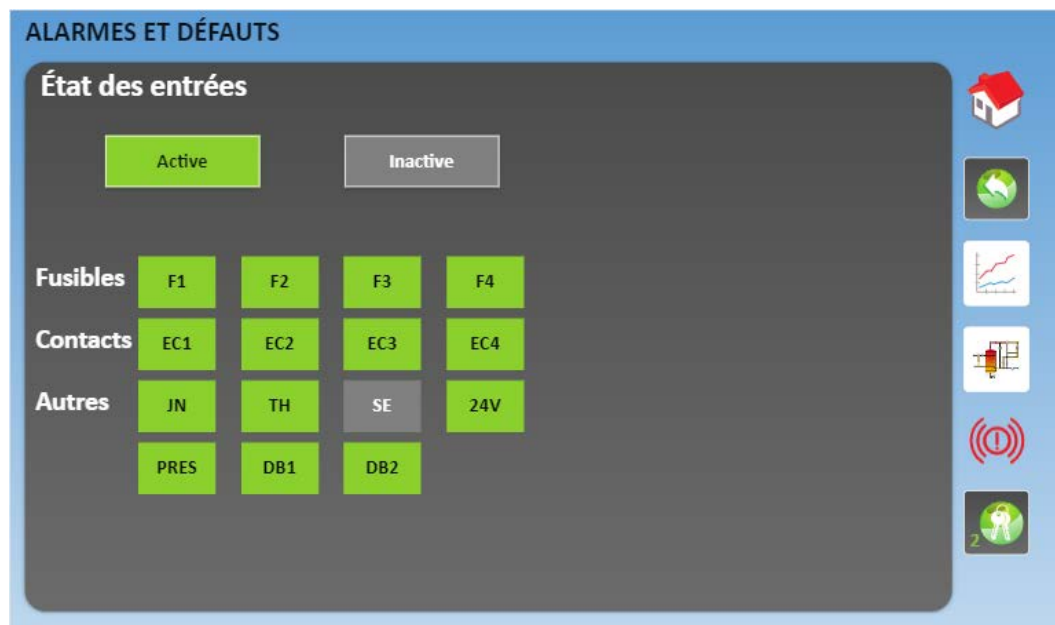 ALARMES ET DÉFAUTS
État des entrées
Active Inactive
Fusibles F1 F2 F3 F4
Contacts EC1 EC2 EC3 EC4
Autres JN TH SE 24V
PRES DB1 DB2
2